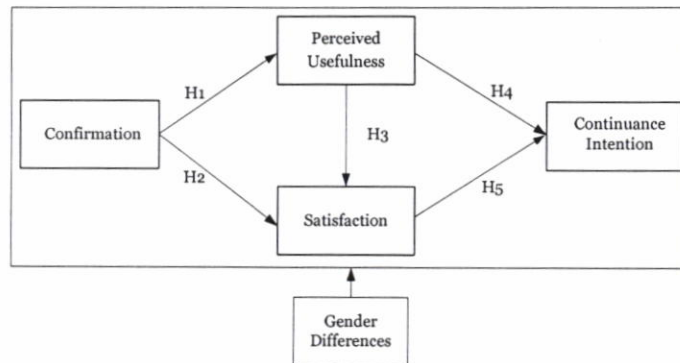 Perceived
Usefulness
H1
H4
Confirmation
H3
Continuance
Intention
H2
H5
Satisfaction
Gender
Differences